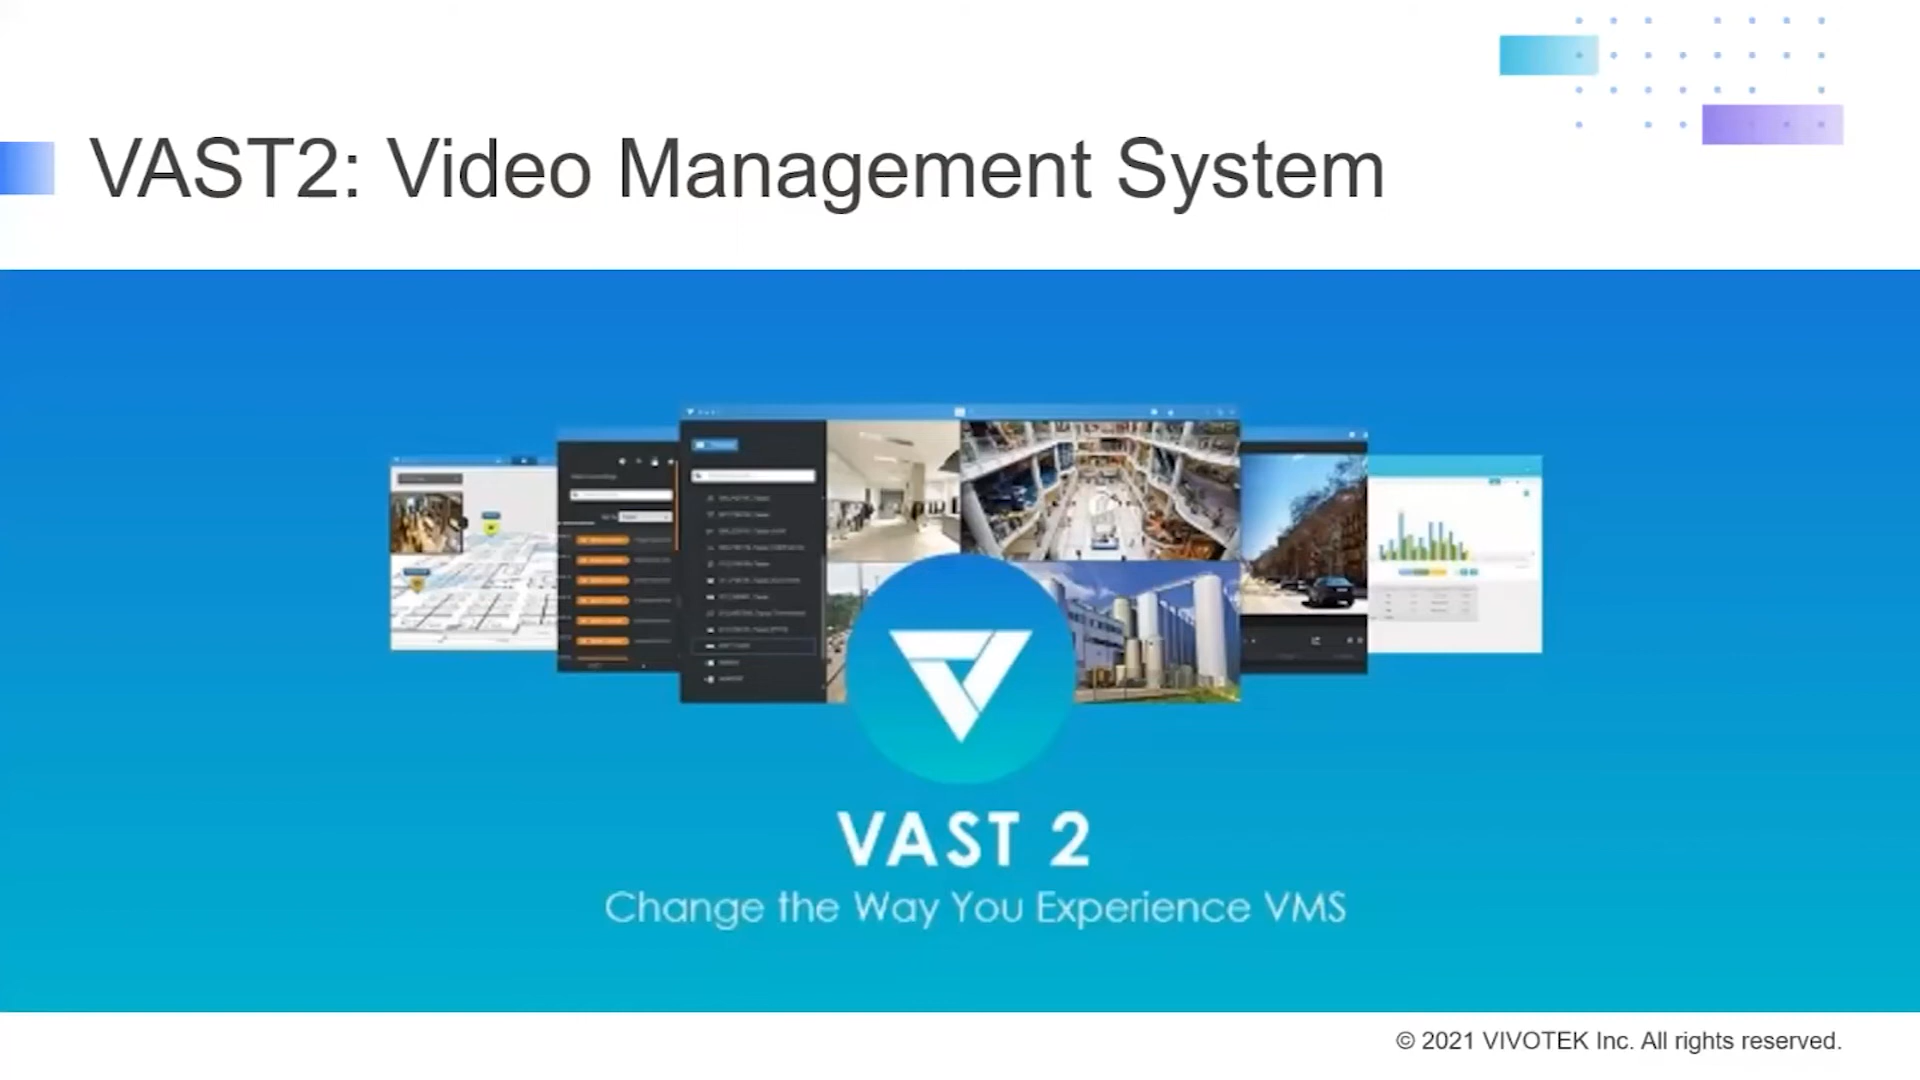 VAST2: Video Management System
VAST 2
Change the Way You Experience VMS
© 2021 VIVOTEK Inc. All rights reserved.